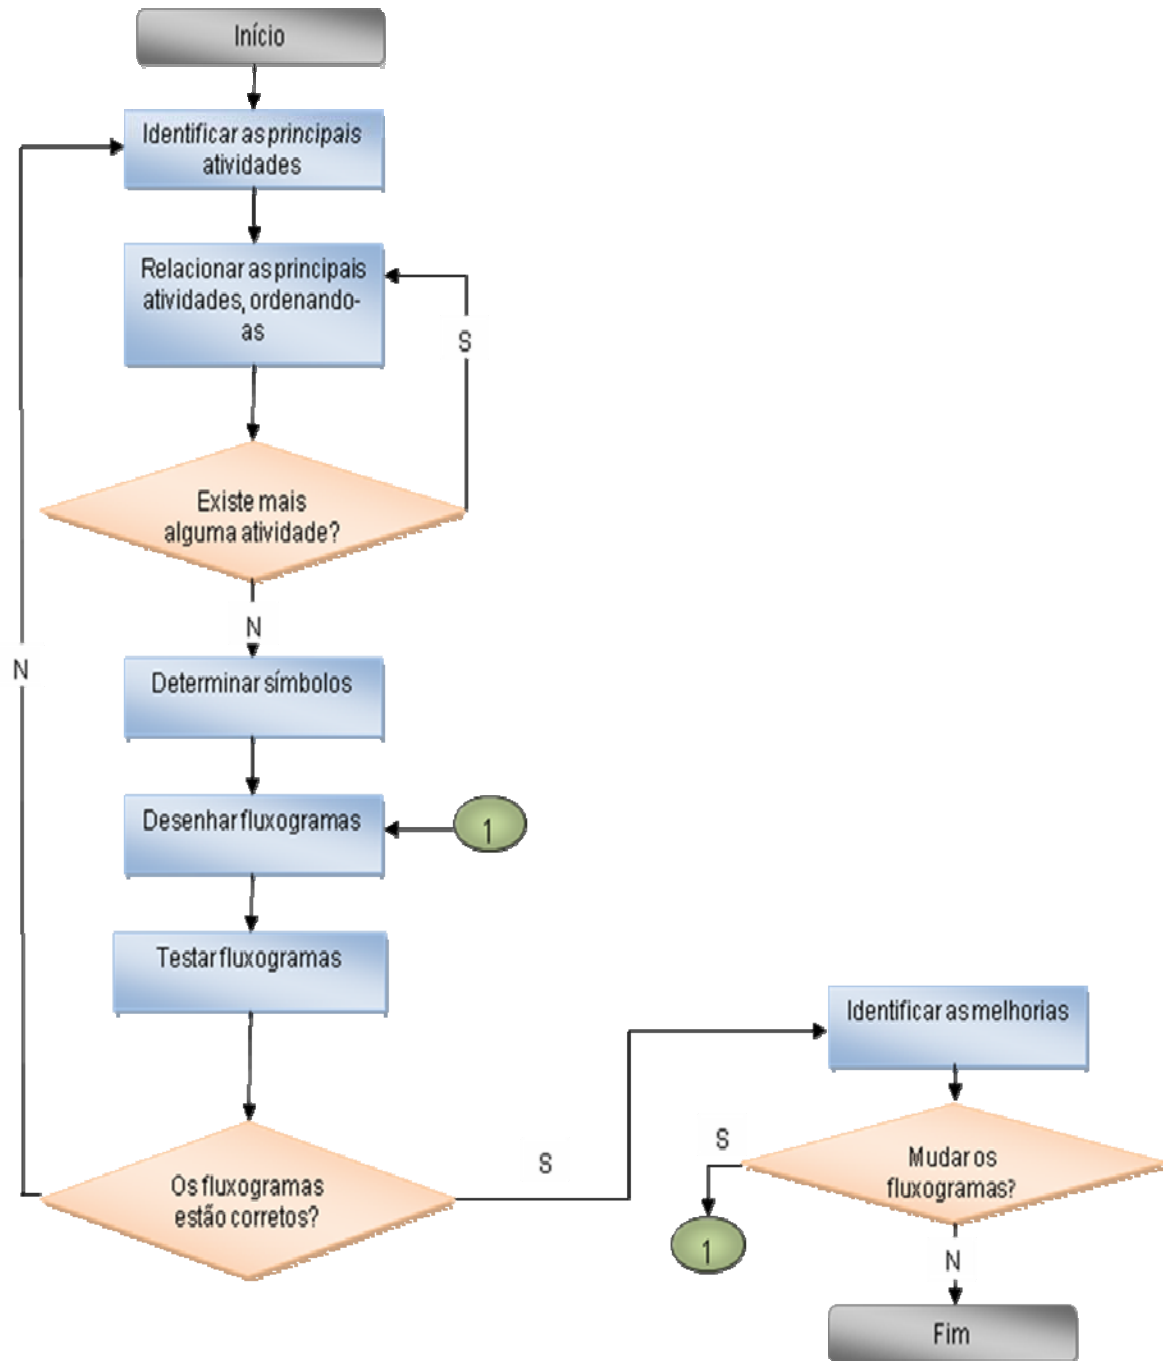 Início
Identificar as principais
atividades
Relacionar as principais
atividades, ordenando-
as
S
Existe mais
alguma atividade?
N
N
Determinar símbolos
Desenhar fluxogramas
1
Testar fluxogramas
Os fluxogramas
estão corretos?
S
Identificar as melhorias
S
Mudar os
fluxogramas?
1
N
Fim